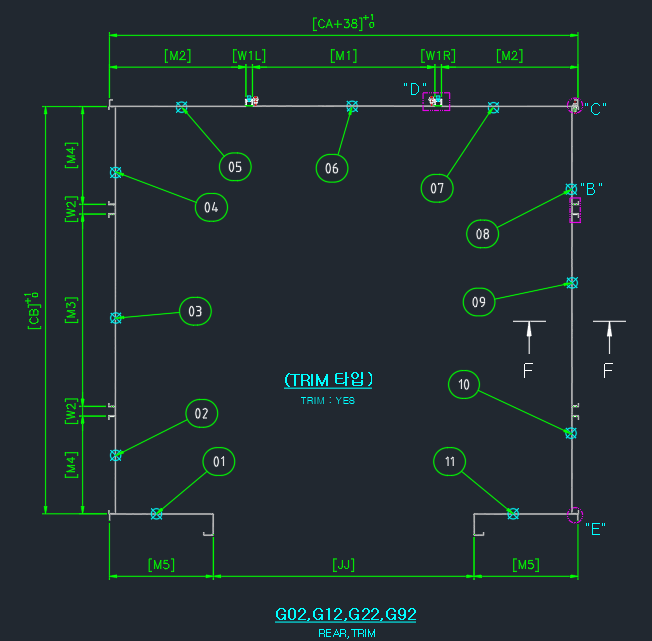 [CA+38]+1 0
[M2] [W1L] [M1] [W1R] [M2]
"D"
"C"
05 06 07
[M4]
04
"B"
[W2]
08
[CB]+1 0
[M3]
03
09
F F
(TRIM 타입)
TRIM : YES
10
[W2]
02
[M4]
01
11
"E"
[M5] [JJ] [M5]
G02,G12,G22,G92
REAR,TRIM